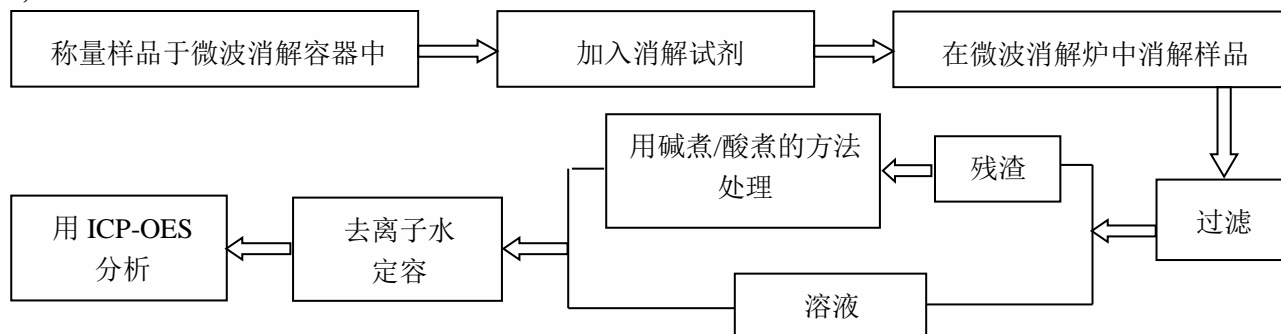 称量样品于微波消解容器中
加入消解试剂
在微波消解炉中消解样品
用碱煮/酸煮的方法
处理
残渣
过滤
用 ICP-OES
分析
去离子水
定容
溶液